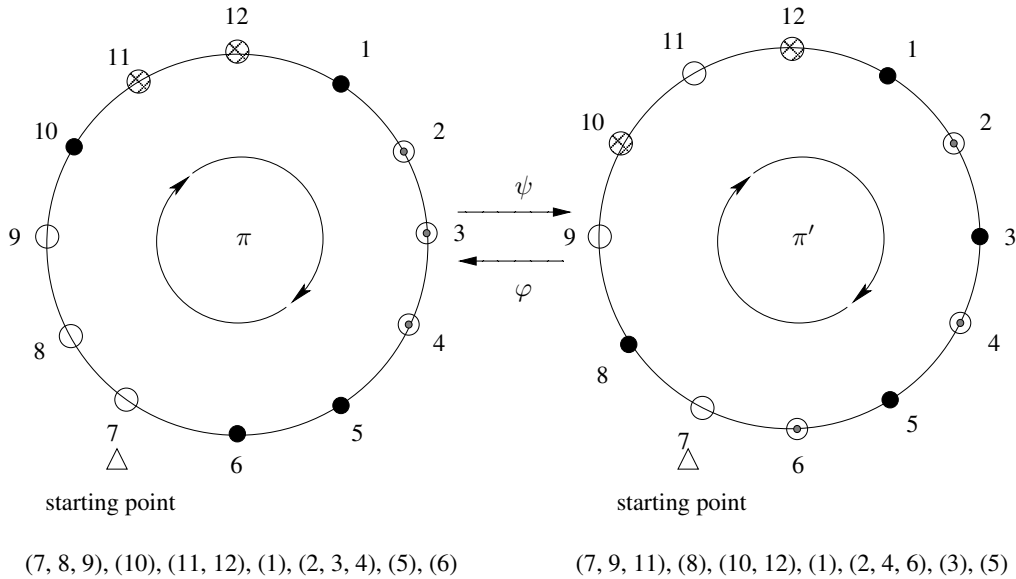 12 12
11 1 11 1
10 2 10 2
ψ
9 π 3 9 π′ 3
φ
8 4 8 4
7 5 7 5
6 6
starting point starting point
(7, 8, 9), (10), (11, 12), (1), (2, 3, 4), (5), (6) (7, 9, 11), (8), (10, 12), (1), (2, 4, 6), (3), (5)